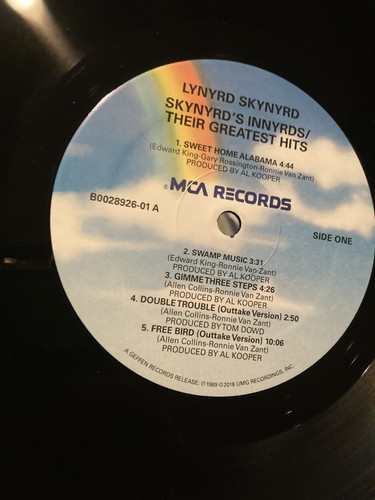 LYNYRD SKYNYRD
SKYNYRD'S INNYRDS/
THEIR GREATEST HITS
1. SWEET HOME ALABAMA 4:44
(Edward King-Gary Rossington-Ronnie Van Zant)
PRODUCED BY AL KOOPER
® MCA RECORDS
B0028926-01 A
SIDE ONE
2. SWAMP MUSIC 3:31
(Edward King-Ronnie Van Zant)
PRODUCED BY AL KOOPER
3. GIMME THREE STEPS 4:26
(Allen Collins-Ronnie Van Zant)
PRODUCED BY AL KOOPER
4. DOUBLE TROUBLE (Outtake Version) 2:50
(Allen Collins-Ronnie Van Zant)
PRODUCED BY TOM DOWD
5. FREE BIRD (Outtake Version) 10:06
(Allen Collins-Ronnie Van Zant)
PRODUCED BY AL KOOPER
A GEFFEN RECORDS RELEASE; ℗ 1989 © 2018 UMG RECORDINGS, INC.